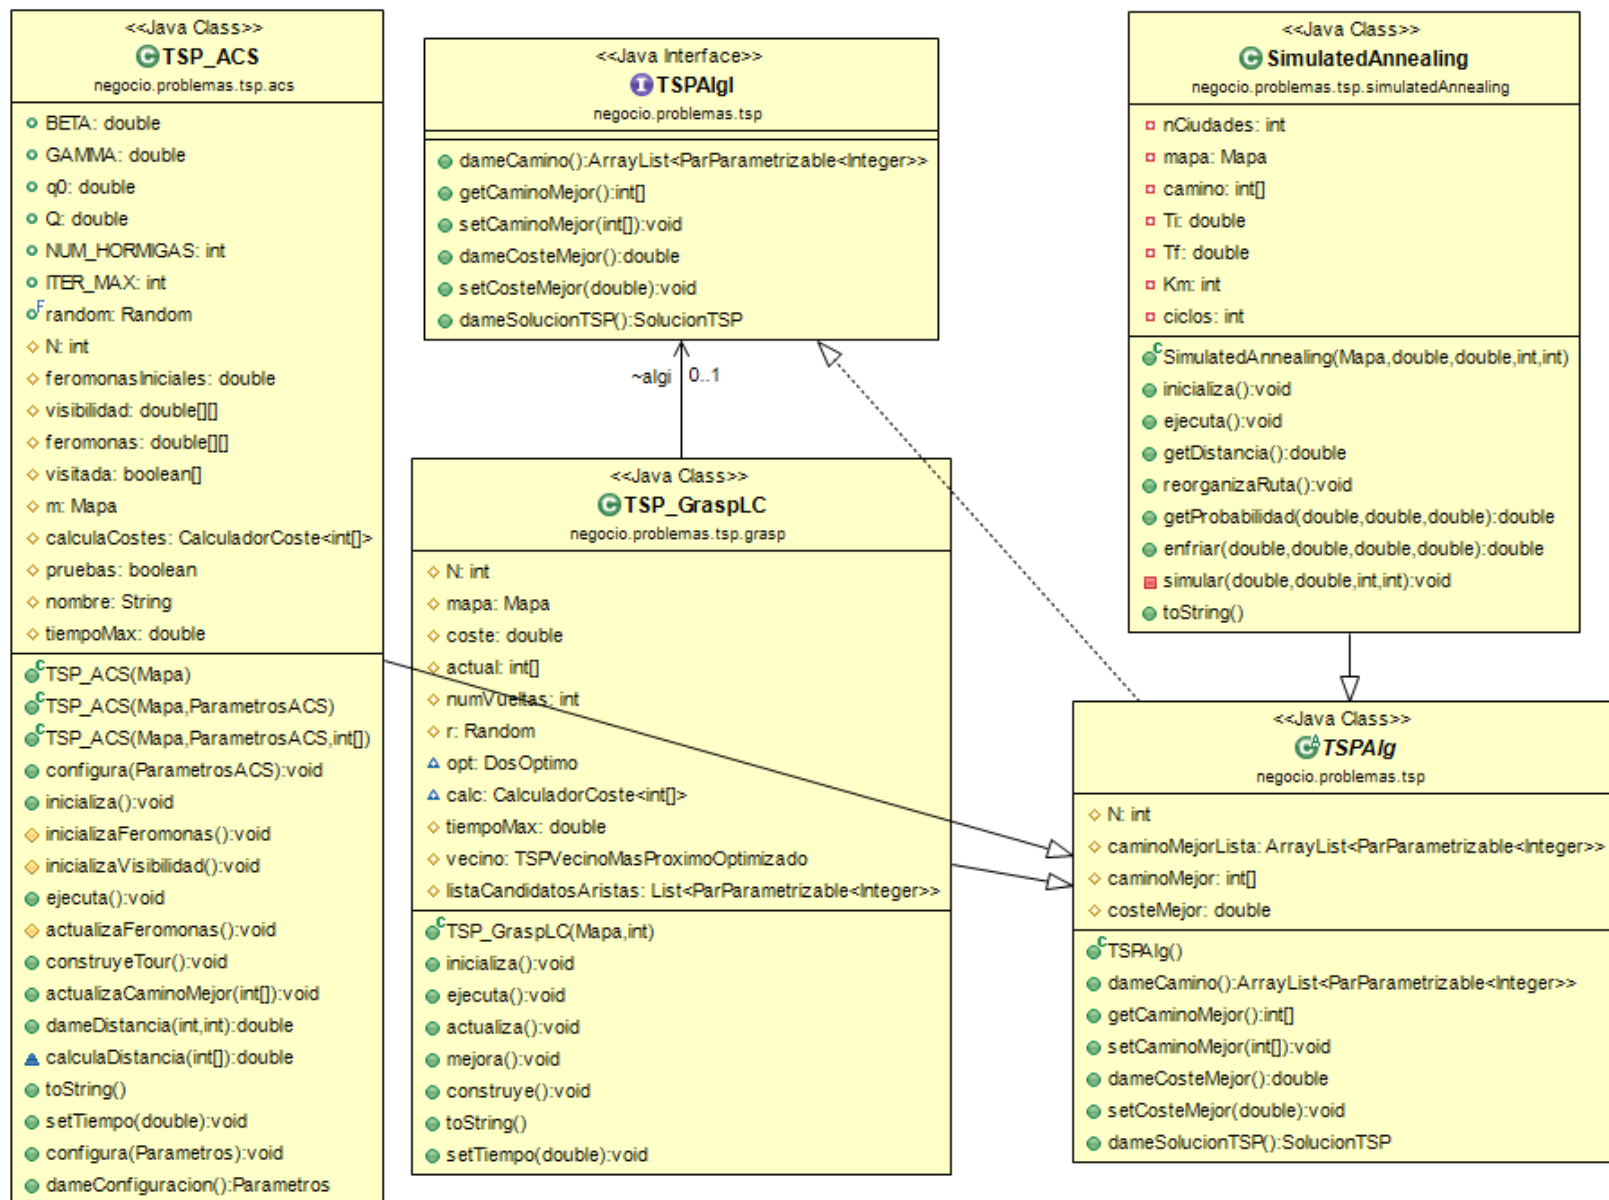 <<Java Class>>
TSP_ACS
negocio.problemas.tsp.acs
BETA: double
GAMMA: double
q0: double
Q: double
NUM_HORMIGAS: int
ITER_MAX: int
random: Random
N: int
feromonasIniciales: double
visibilidad: double[][]
feromonas: double[][]
visitada: boolean[]
m: Mapa
calculaCostes: CalculadorCoste<int[]>
pruebas: boolean
nombre: String
tiempoMax: double
TSP_ACS(Mapa)
TSP_ACS(Mapa,ParametrosACS)
TSP_ACS(Mapa,ParametrosACS,int[])
configura(ParametrosACS):void
inicializa():void
inicializaFeromonas():void
inicializaVisibilidad():void
ejecuta():void
actualizaFeromonas():void
construyeTour():void
actualizaCaminoMejor(int[]):void
dameDistancia(int,int):double
calculaDistancia(int[]):double
toString()
setTiempo(double):void
configura(Parametros):void
dameConfiguracion():Parametros
<<Java Interface>>
TSPAlgI
negocio.problemas.tsp
dameCamino():ArrayList<ParParametrizable<Integer>>
getCaminoMejor():int[]
setCaminoMejor(int[]):void
dameCosteMejor():double
setCosteMejor(double):void
dameSolucionTSP():SolucionTSP
~algi 0..1
<<Java Class>>
TSP_GraspLC
negocio.problemas.tsp.grasp
N: int
mapa: Mapa
coste: double
actual: int[]
numVueltas: int
r: Random
opt: DosOptimo
calc: CalculadorCoste<int[]>
tiempoMax: double
vecino: TSPVecinoMasProximoOptimizado
listaCandidatosAristas: List<ParParametrizable<Integer>>
TSP_GraspLC(Mapa,int)
inicializa():void
ejecuta():void
actualiza():void
mejora():void
construye():void
toString()
setTiempo(double):void
<<Java Class>>
SimulatedAnnealing
negocio.problemas.tsp.simulatedAnnealing
nCiudades: int
mapa: Mapa
camino: int[]
Ti: double
Tf: double
Km: int
ciclos: int
SimulatedAnnealing(Mapa,double,double,int,int)
inicializa():void
ejecuta():void
getDistancia():double
reorganizaRuta():void
getProbabilidad(double,double,double):double
enfriar(double,double,double,double):double
simular(double,double,int,int):void
toString()
<<Java Class>>
TSPAlg
negocio.problemas.tsp
N: int
caminoMejorLista: ArrayList<ParParametrizable<Integer>>
caminoMejor: int[]
costeMejor: double
TSPAlg()
dameCamino():ArrayList<ParParametrizable<Integer>>
getCaminoMejor():int[]
setCaminoMejor(int[]):void
dameCosteMejor():double
setCosteMejor(double):void
dameSolucionTSP():SolucionTSP